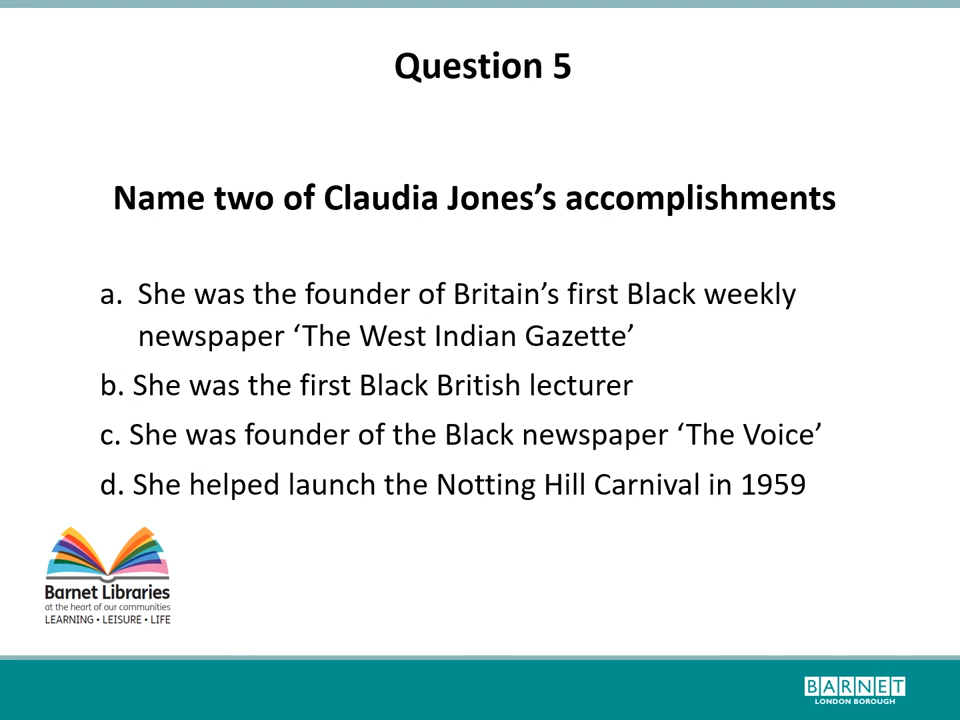 Question 5
Name two of Claudia Jones’s accomplishments
a. She was the founder of Britain’s first Black weekly
newspaper ‘The West Indian Gazette’
b. She was the first Black British lecturer
c. She was founder of the Black newspaper ‘The Voice’
d. She helped launch the Notting Hill Carnival in 1959
Barnet Libraries
at the heart of our communities
LEARNING • LEISURE • LIFE
BARNET
LONDON BOROUGH